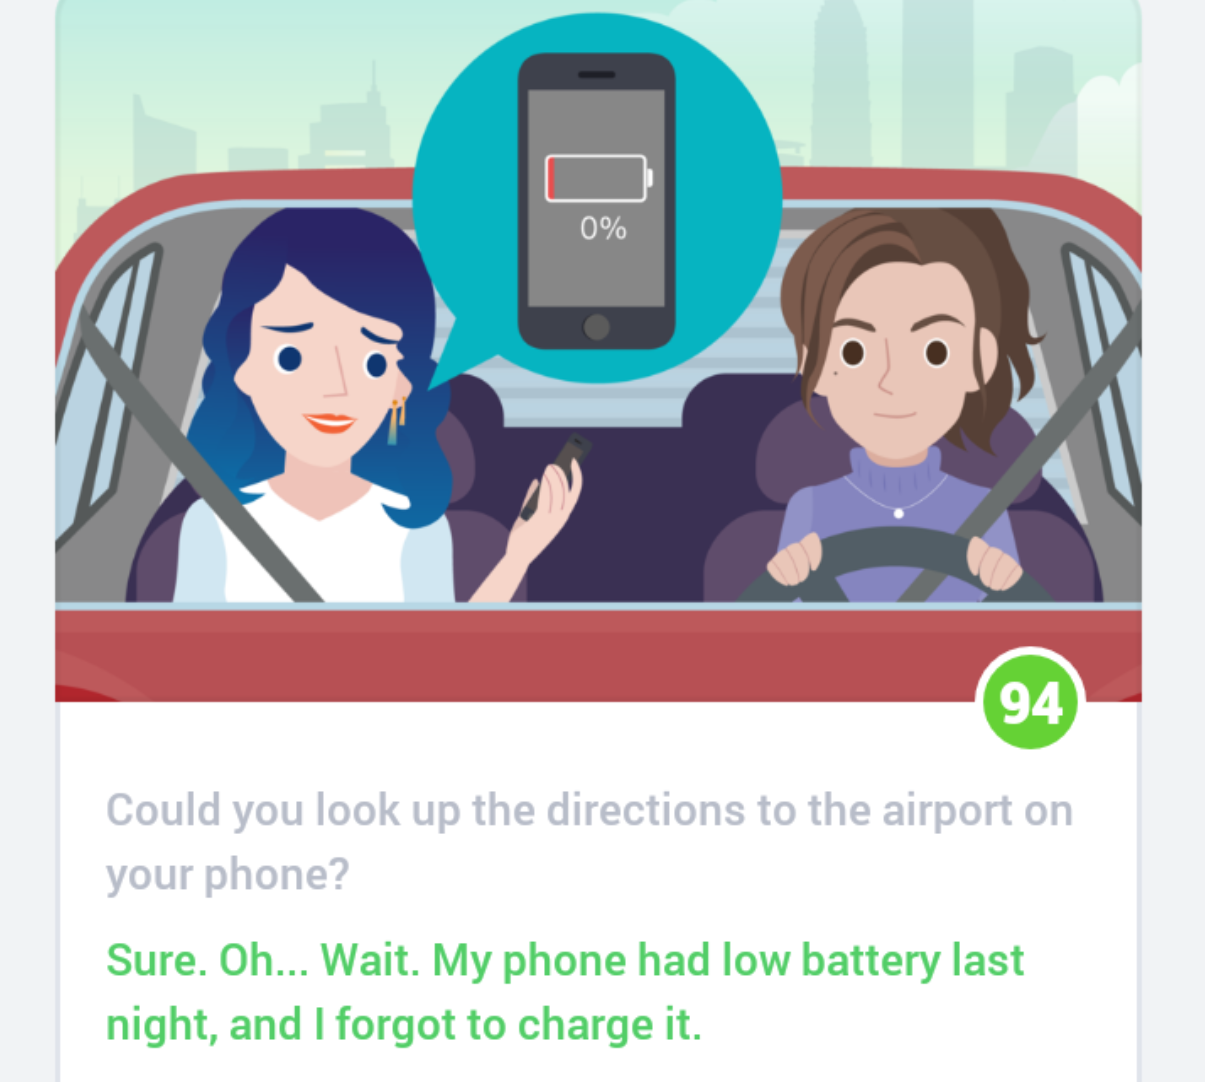 0%
94
Could you look up the directions to the airport on
your phone?
Sure. Oh... Wait. My phone had low battery last
night, and I forgot to charge it.